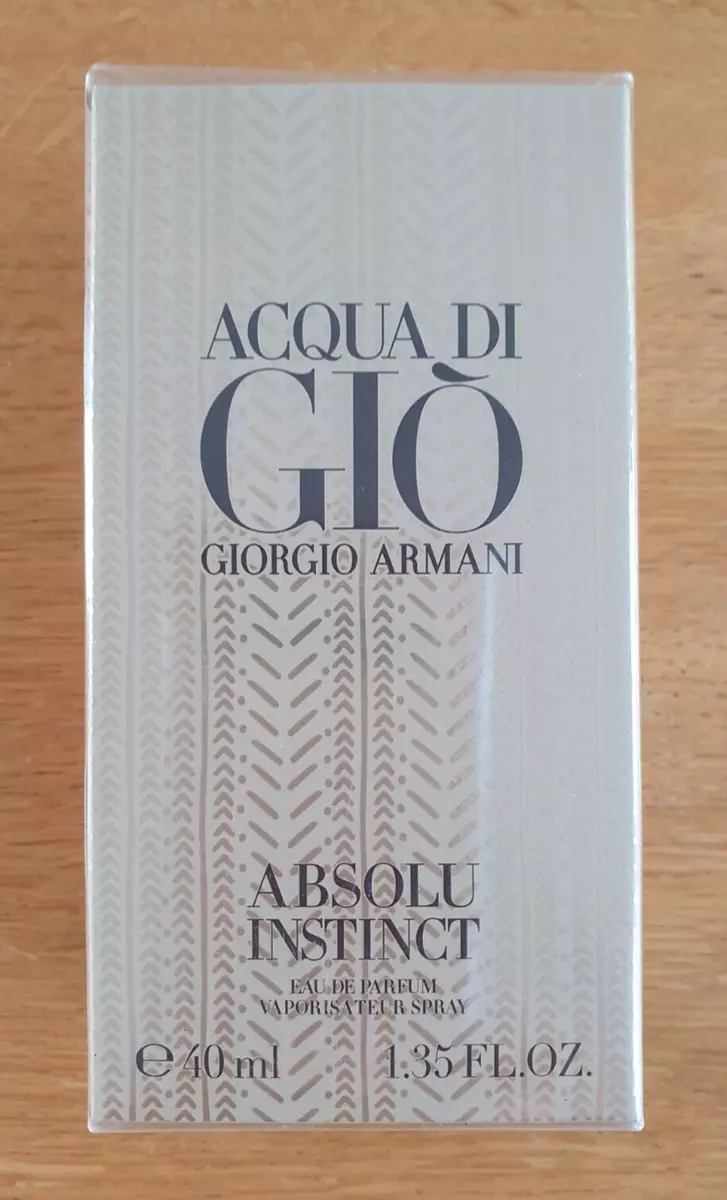 ACQUA DI
GIÒ
GIORGIO ARMANI
ABSOLU
INSTINCT
EAU DE PARFUM
VAPORISATEUR SPRAY
℮ 40 ml 1.35 FL.OZ.